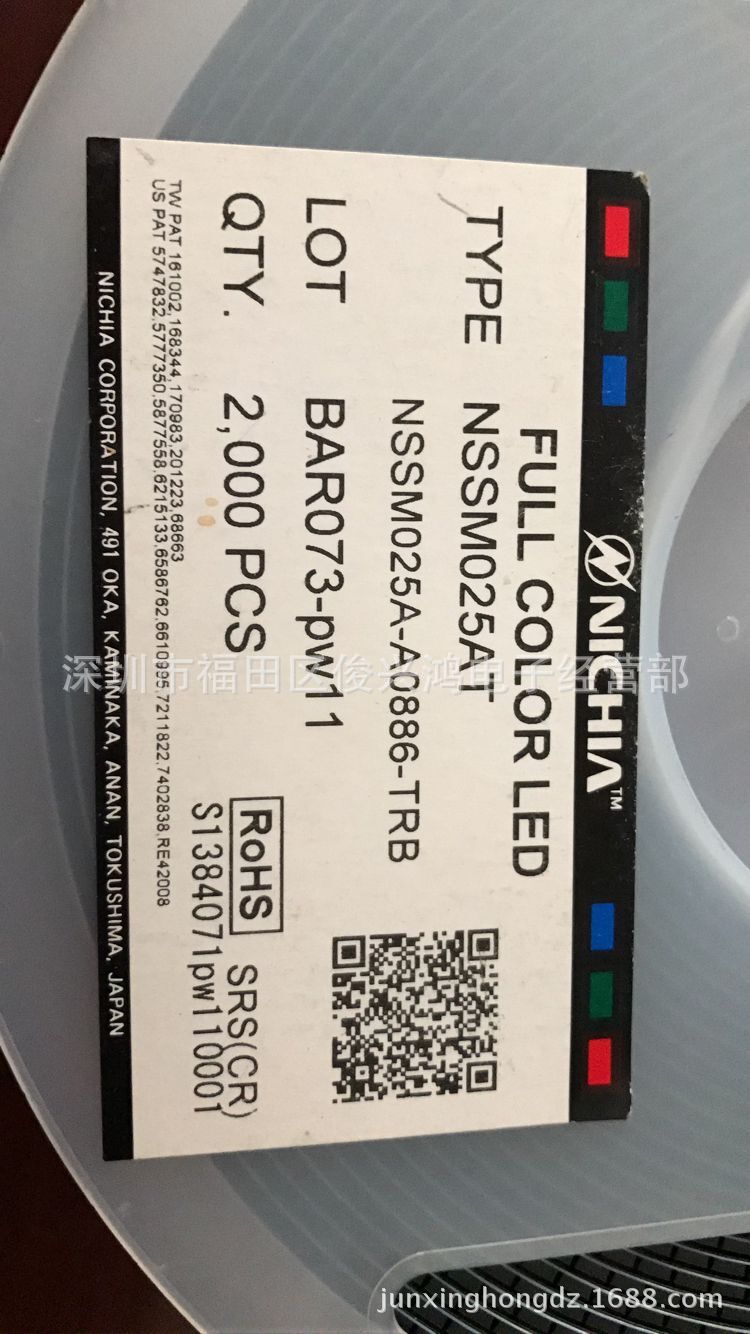 NICHIA™
FULL COLOR LED
TYPE NSSM025AT
NSSM025A-A0886-TRB
LOT BAR073-pw11
QTY. 2,000 PCS
RoHS SRS(CR)
S1384071pw110001
TW PAT 161002,168344,170983,201223,68663
US PAT 5747832,5777350,5877558,6215133,6586762,6610995,7211822,7402838,RE42008
NICHIA CORPORATION, 491 OKA, KAMINAKA, ANAN, TOKUSHIMA, JAPAN
深圳市福田区俊兴鸿电子经营部
junxinghongdz.1688.com